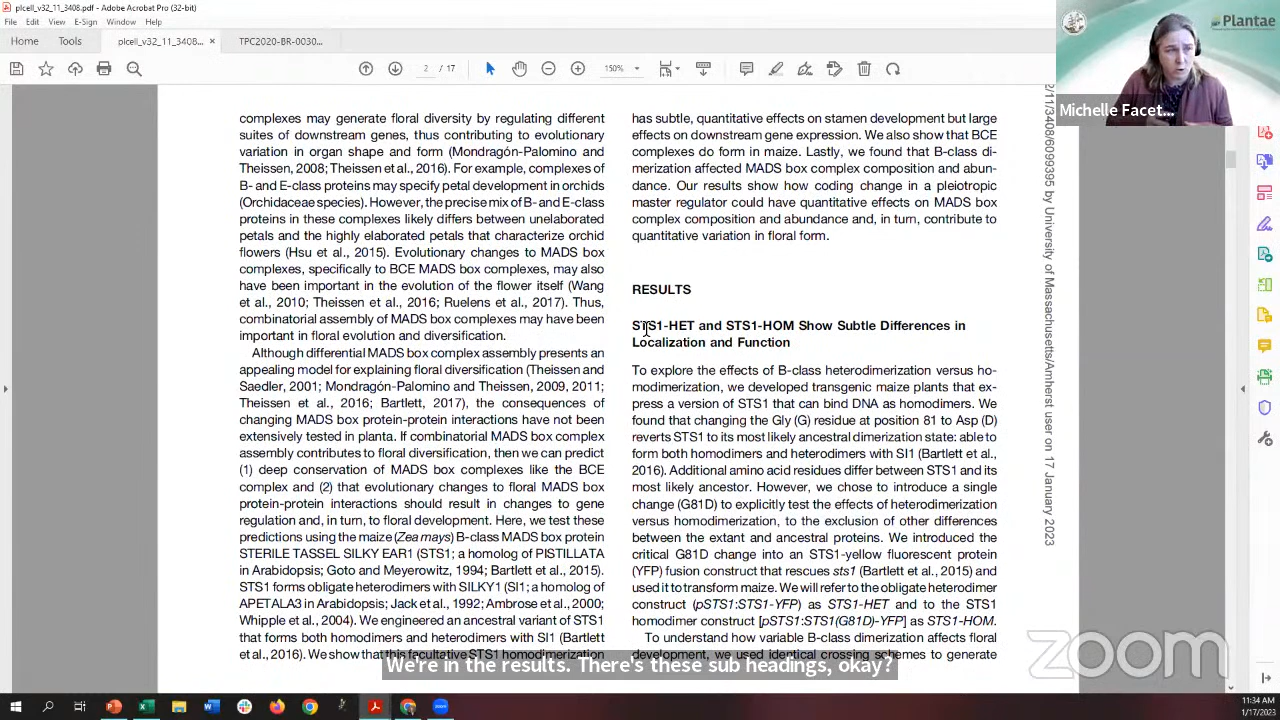 plcell_v32_11_3408.pdf - Adobe Acrobat Pro (32-bit)
File Edit View E-Sign Window Help
Home Tools plcell_v32_11_3408... × TPC2020-BR-0030...
2 / 17 150%
Plantae
Michelle Facet...
complexes may generate floral diversity by regulating different
suites of downstream genes, thus contributing to evolutionary
variation in organ shape and form (Mondragón-Palomino and
Theissen, 2008; Theissen et al., 2016). For example, complexes of
B- and E-class proteins may specify petal development in orchids
(Orchidaceae species). However, the precise mix of B- and E-class
proteins in these complexes likely differs between unelaborated
petals and the highly elaborated petals that characterize orchid
flowers (Hsu et al., 2015). Evolutionary changes to MADS box
complexes, specifically to BCE MADS box complexes, may also
have been important in the evolution of the flower itself (Wang
et al., 2010; Theissen et al., 2016; Ruelens et al., 2017). Thus,
combinatorial assembly of MADS box complexes may have been
important in floral evolution and diversification.
Although differential MADS box complex assembly presents an
appealing model for explaining floral diversification (Theissen and
Saedler, 2001; Mondragón-Palomino and Theissen, 2009, 2011;
Theissen et al., 2016; Bartlett, 2017), the consequences of
changing MADS box protein-protein interactions have not been
extensively tested in planta. If combinatorial MADS box complex
assembly contributes to floral diversification, then we can predict
(1) deep conservation of MADS box complexes like the BCE
complex and (2) that evolutionary changes to floral MADS box
protein-protein interactions should result in changes to gene
regulation and, in turn, to floral development. Here, we test these
predictions using the maize (Zea mays) B-class MADS box protein
STERILE TASSEL SILKY EAR1 (STS1; a homolog of PISTILLATA
in Arabidopsis; Goto and Meyerowitz, 1994; Bartlett et al., 2015).
STS1 forms obligate heterodimers with SILKY1 (SI1; a homolog of
APETALA3 in Arabidopsis; Jack et al., 1992; Ambrose et al., 2000;
Whipple et al., 2004). We engineered an ancestral variant of STS1
that forms both homodimers and heterodimers with SI1 (Bartlett
et al., 2016). We show that this facultative STS1 homodimerization
has subtle, quantitative effects on stamen development but large
effects on downstream gene expression. We also show that BCE
complexes do form in maize. Lastly, we found that B-class di-
merization affected MADS box complex composition and abun-
dance. Our results show how coding change in a pleiotropic
master regulator could have quantitative effects on MADS box
complex composition and abundance and, in turn, contribute to
quantitative variation in floral form.
RESULTS
STS1-HET and STS1-HOM Show Subtle Differences in
Localization and Function
To explore the effects of B-class heterodimerization versus ho-
modimerization, we developed transgenic maize plants that ex-
press a version of STS1 that can bind DNA as homodimers. We
found that changing the Gly (G) residue at position 81 to Asp (D)
reverts STS1 to its most likely ancestral dimerization state: able to
form both homodimers and heterodimers with SI1 (Bartlett et al.,
2016). Additional amino acid residues differ between STS1 and its
most likely ancestor. However, we chose to introduce a single
change (G81D) to explicitly test the effects of heterodimerization
versus homodimerization, to the exclusion of other differences
between the extant and ancestral proteins. We introduced the
critical G81D change into an STS1-yellow fluorescent protein
(YFP) fusion construct that rescues sts1 (Bartlett et al., 2015) and
used it to transform maize. We will refer to the obligate heterodimer
construct (pSTS1:STS1-YFP) as STS1-HET and to the STS1
homodimer construct [pSTS1:STS1(G81D)-YFP] as STS1-HOM.
To understand how variable B-class dimerization affects floral
development, we used identical crossing schemes to generate
2/11/3408/6099395 by University of Massachusetts/Amherst user on 17 January 2023
We're in the results. There's these sub headings, okay?
zoom
11:34 AM
1/17/2023